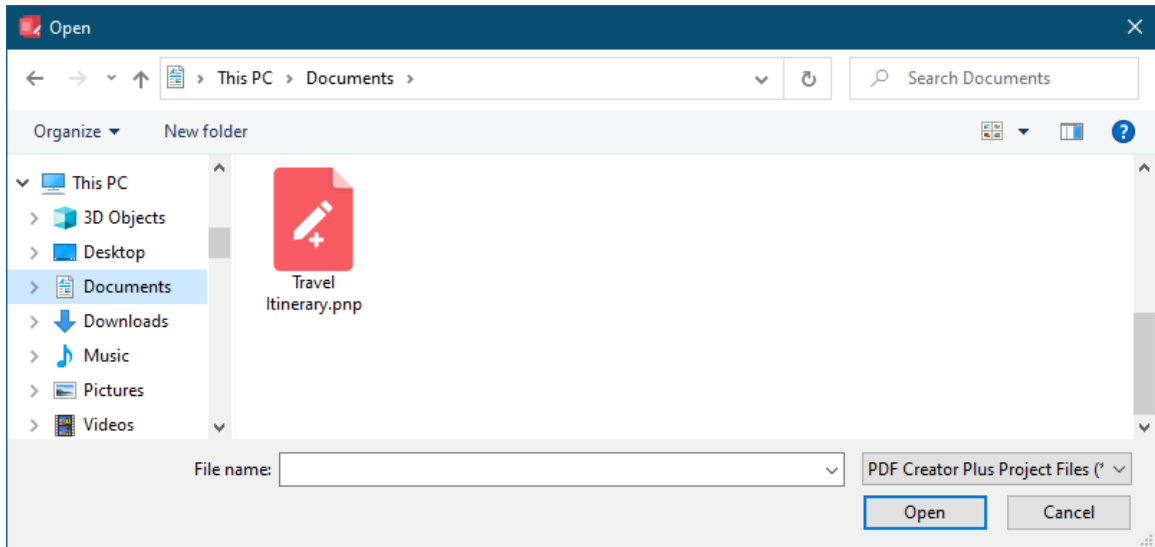 Open
This PC > Documents >
Search Documents
Organize
New folder
This PC
3D Objects
Desktop
Documents
Downloads
Music
Pictures
Videos
Travel
Itinerary.pnp
File name:
PDF Creator Plus Project Files (*
Open
Cancel